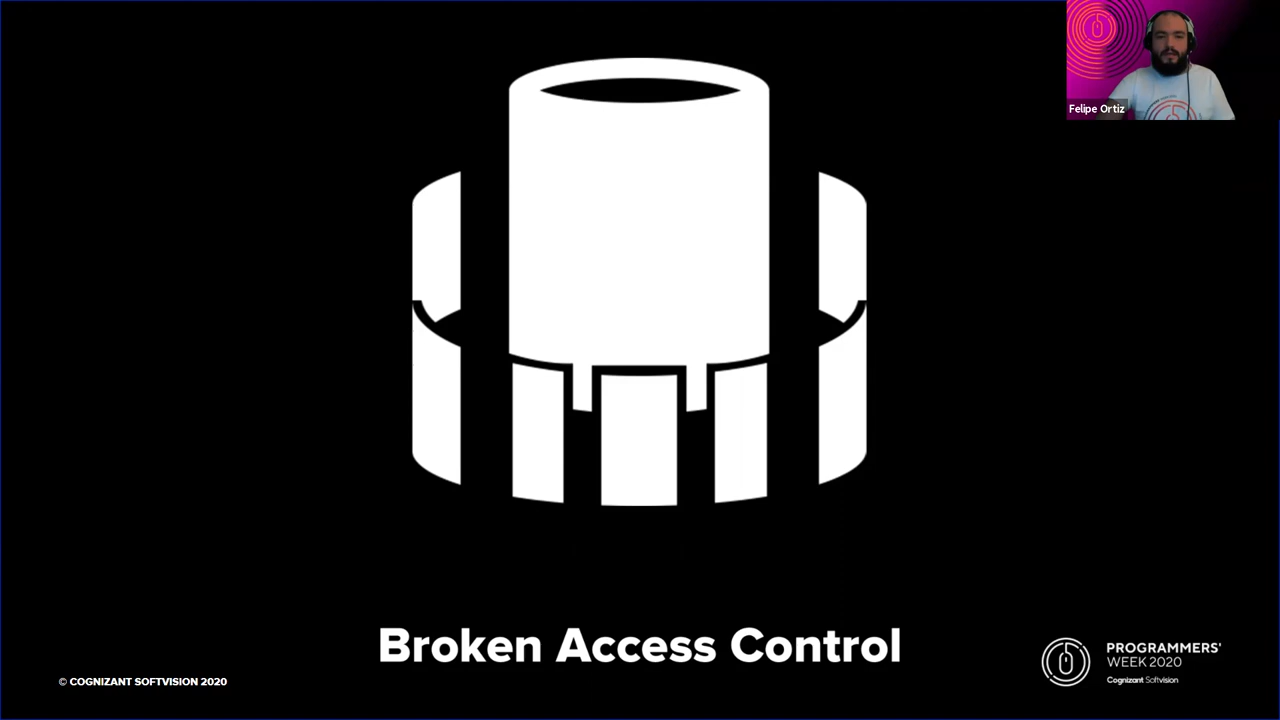 Felipe Ortiz
Broken Access Control
© COGNIZANT SOFTVISION 2020
PROGRAMMERS'
WEEK 2020
Cognizant Softvision